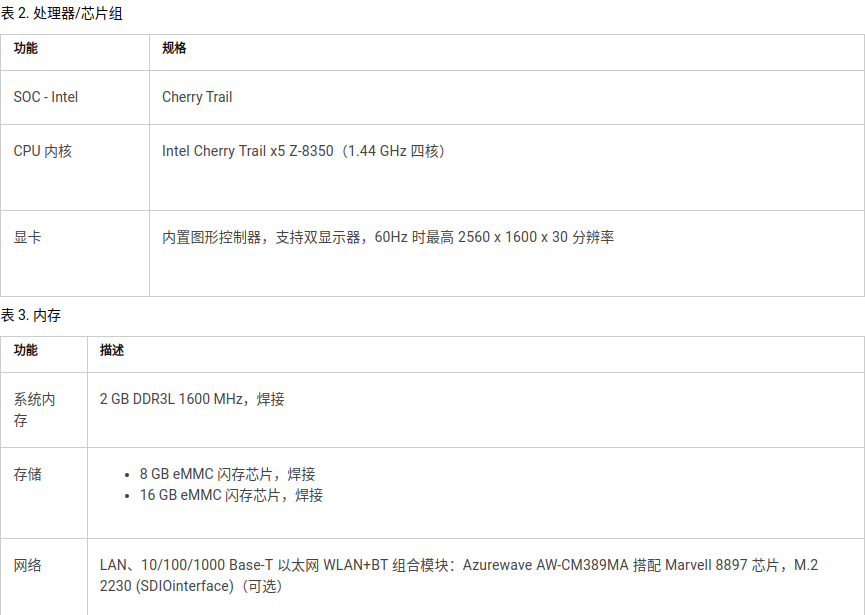 表 2. 处理器/芯片组
功能 规格
SOC - Intel Cherry Trail
CPU 内核 Intel Cherry Trail x5 Z-8350（1.44 GHz 四核）
显卡 内置图形控制器，支持双显示器，60Hz 时最高 2560 x 1600 x 30 分辨率
表 3. 内存
功能 描述
系统内 2 GB DDR3L 1600 MHz，焊接
存
存储 • 8 GB eMMC 闪存芯片，焊接
• 16 GB eMMC 闪存芯片，焊接
网络 LAN、10/100/1000 Base-T 以太网 WLAN+BT 组合模块：Azurewave AW-CM389MA 搭配 Marvell 8897 芯片，M.2
2230 (SDIOinterface)（可选）